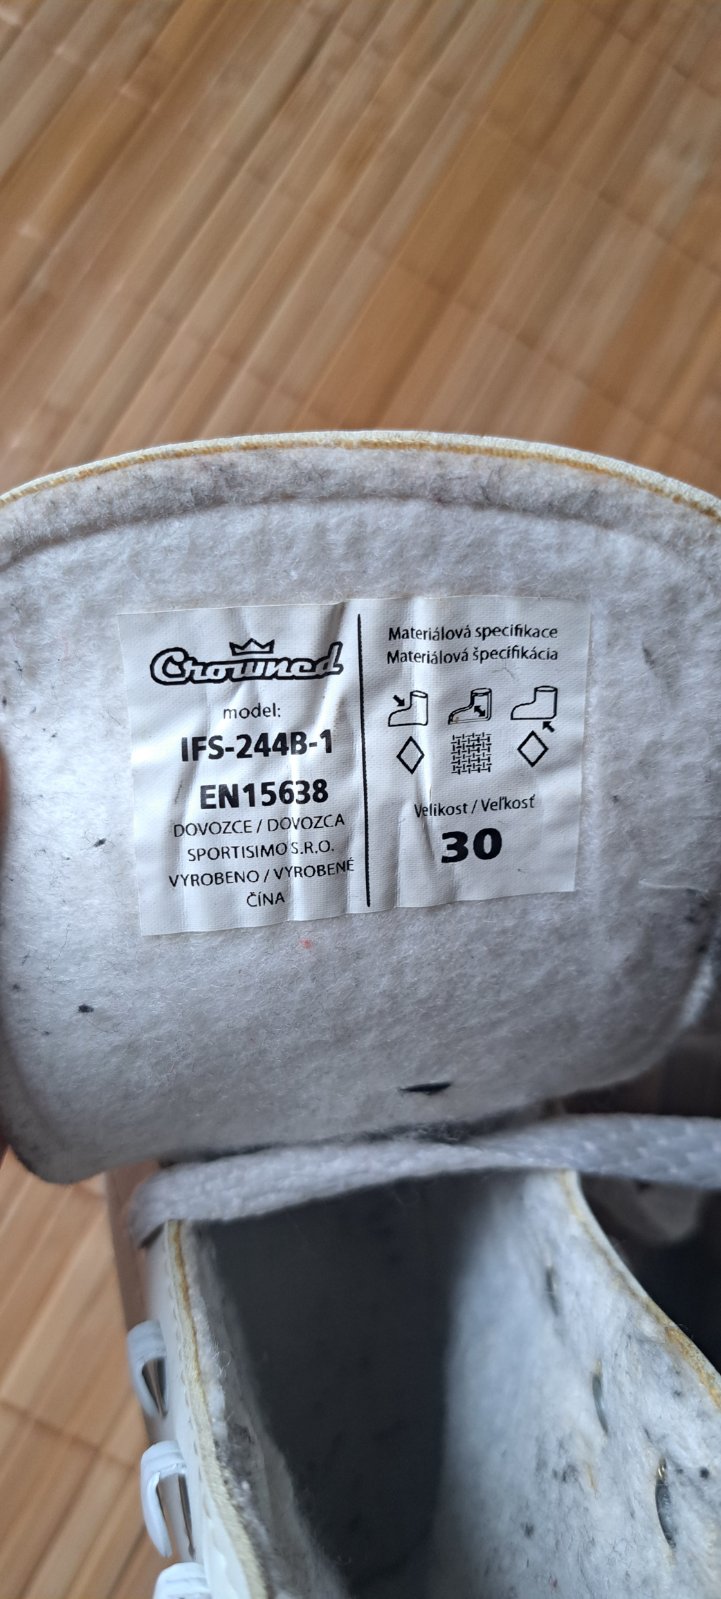 Crowned
model:
IFS-244B-1
EN15638
DOVOZCE / DOVOZCA
SPORTISIMO S.R.O.
VYROBENO / VYROBENÉ
ČÍNA
Materiálová specifikace
Materiálová špecifikácia
Velikost / Veľkosť
30